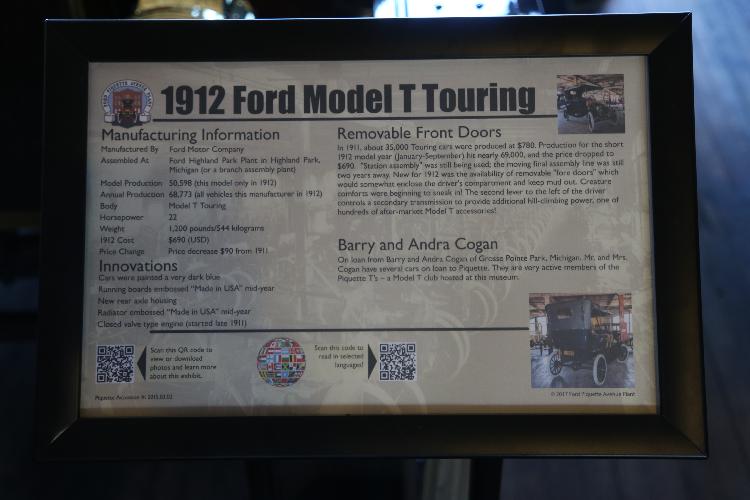 1912 Ford Model T Touring
Manufacturing Information
Manufactured By Ford Motor Company
Assembled At Ford Highland Park Plant in Highland Park,
Michigan (or a branch assembly plant)
Model Production 50,598 (this model only in 1912)
Annual Production 68,773 (all vehicles this manufacturer in 1912)
Body Model T Touring
Horsepower 22
Weight 1,200 pounds/544 kilograms
1912 Cost $690 (USD)
Price Change Price decrease $90 from 1911
Innovations
Cars were painted a very dark blue
Running boards embossed "Made in USA" mid-year
New rear axle housing
Radiator embossed "Made in USA" mid-year
Closed valve type engine (started late 1911)
Removable Front Doors
In 1911, about 35,000 Touring cars were produced at $780. Production for the short
1912 model year (January-September) hit nearly 69,000, and the price dropped to
$690. "Station assembly" was still being used; the moving final assembly line was still
two years away. New for 1912 was the availability of removable "fore doors" which
would somewhat enclose the driver's compartment and keep mud out. Creature
comforts were beginning to sneak in! The second lever to the left of the driver
controls a secondary transmission to provide additional hill-climbing power, one of
hundreds of after-market Model T accessories!
Barry and Andra Cogan
On loan from Barry and Andra Cogan of Grosse Pointe Park, Michigan. Mr. and Mrs.
Cogan have several cars on loan to Piquette. They are very active members of the
Piquette T's – a Model T club hosted at this museum.
Scan this QR code to
view or download
photos and learn more
about this exhibit.
Scan this code to
read in selected
languages!
Piquette Accession #: 2015.03.02
© 2017 Ford Piquette Avenue Plant